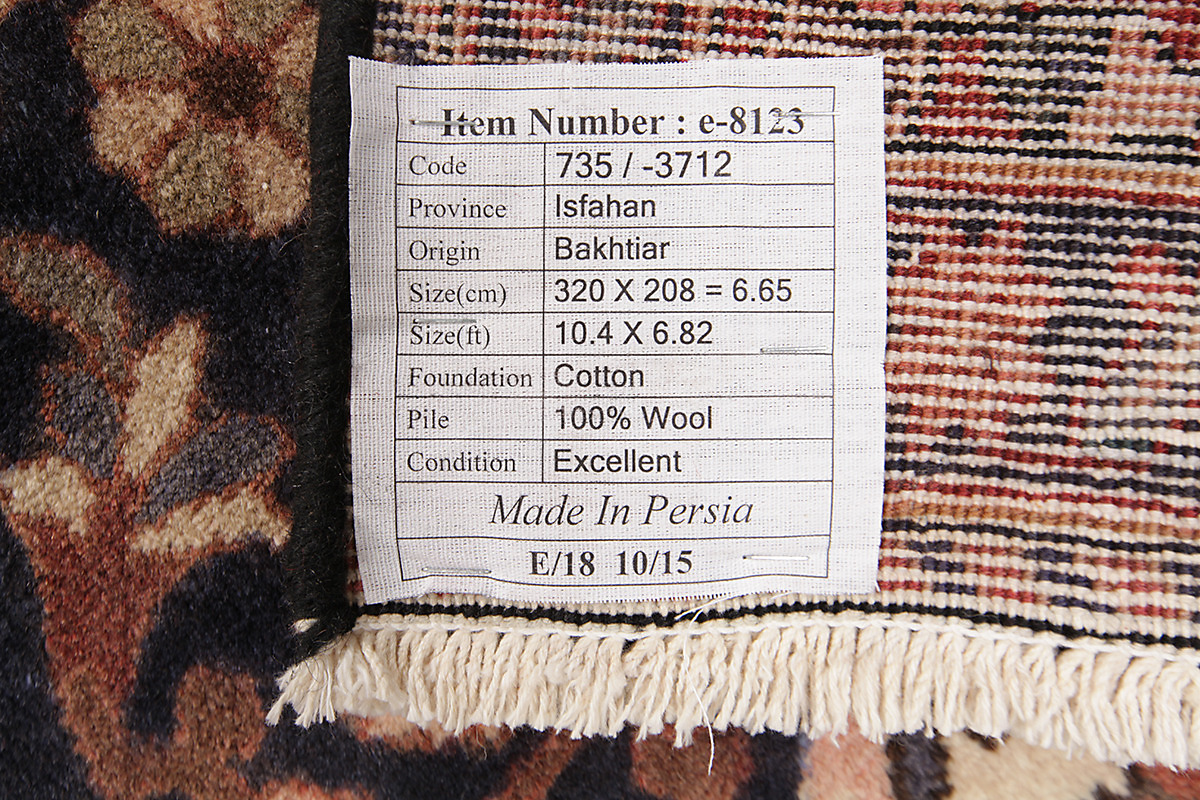 Item Number : e-8123
Code 735 / -3712
Province Isfahan
Origin Bakhtiar
Size(cm) 320 X 208 = 6.65
Size(ft) 10.4 X 6.82
Foundation Cotton
Pile 100% Wool
Condition Excellent
Made In Persia
E/18 10/15